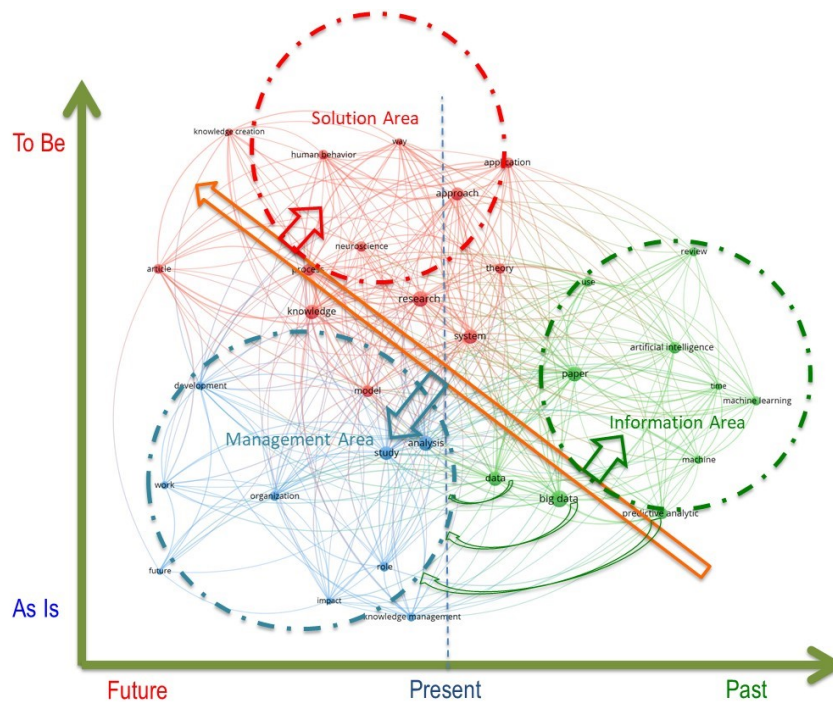 Solution Area
knowledge creation
way
To Be
human behavior
application
approach
neuroscience
review
article
process
theory
use
research
knowledge
system
artificial intelligence
paper
development
model
time
machine learning
Information Area
Management Area
analysis
study
machine
data
work
organization
big data
predictive analytic
role
future
impact
As Is
knowledge management
Future
Present
Past